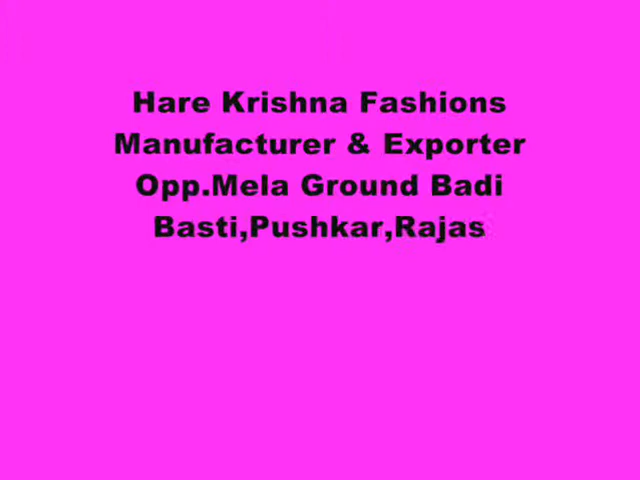 Hare Krishna Fashions
Manufacturer & Exporter
Opp.Mela Ground Badi
Basti,Pushkar,Rajas